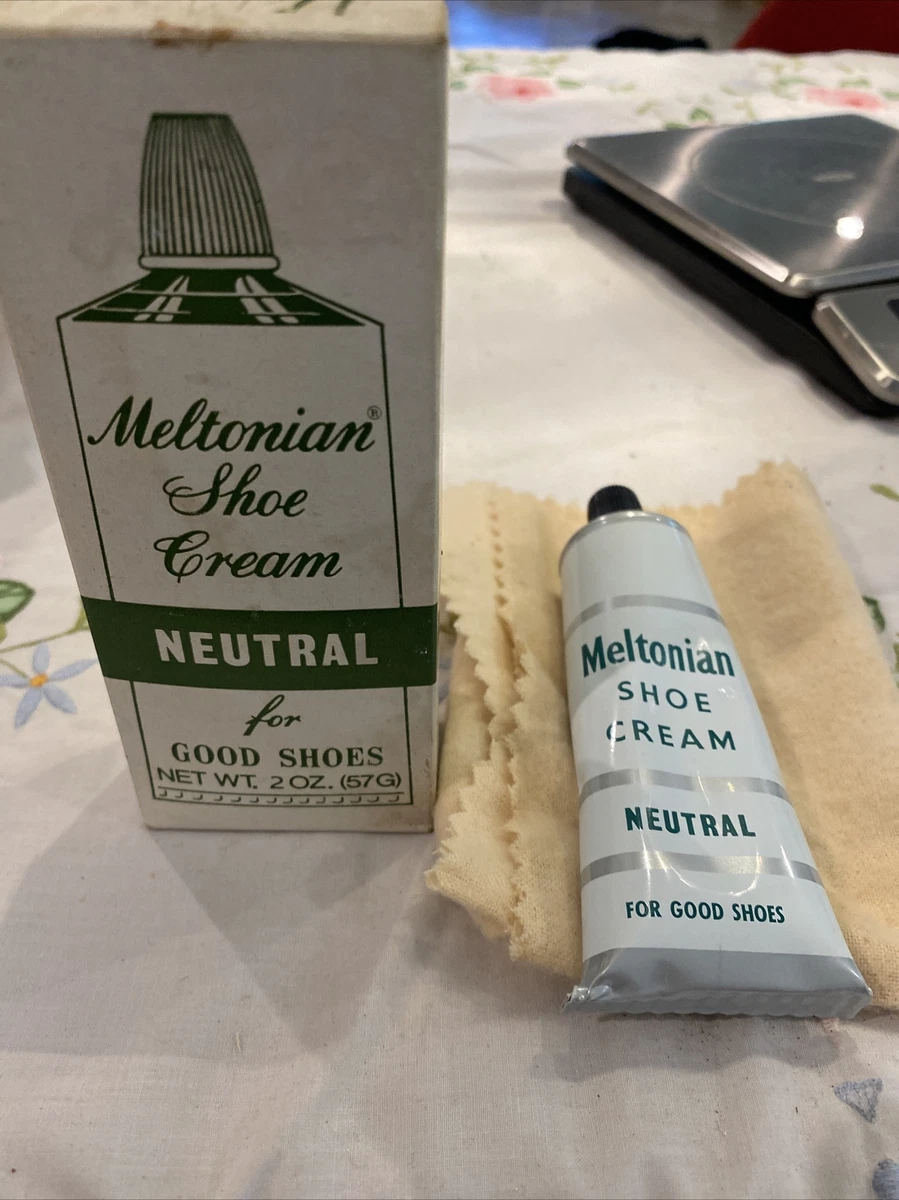 Meltonian®
Shoe
Cream
NEUTRAL
for
GOOD SHOES
NET WT. 2 OZ. (57G)
Meltonian
SHOE
CREAM
NEUTRAL
FOR GOOD SHOES